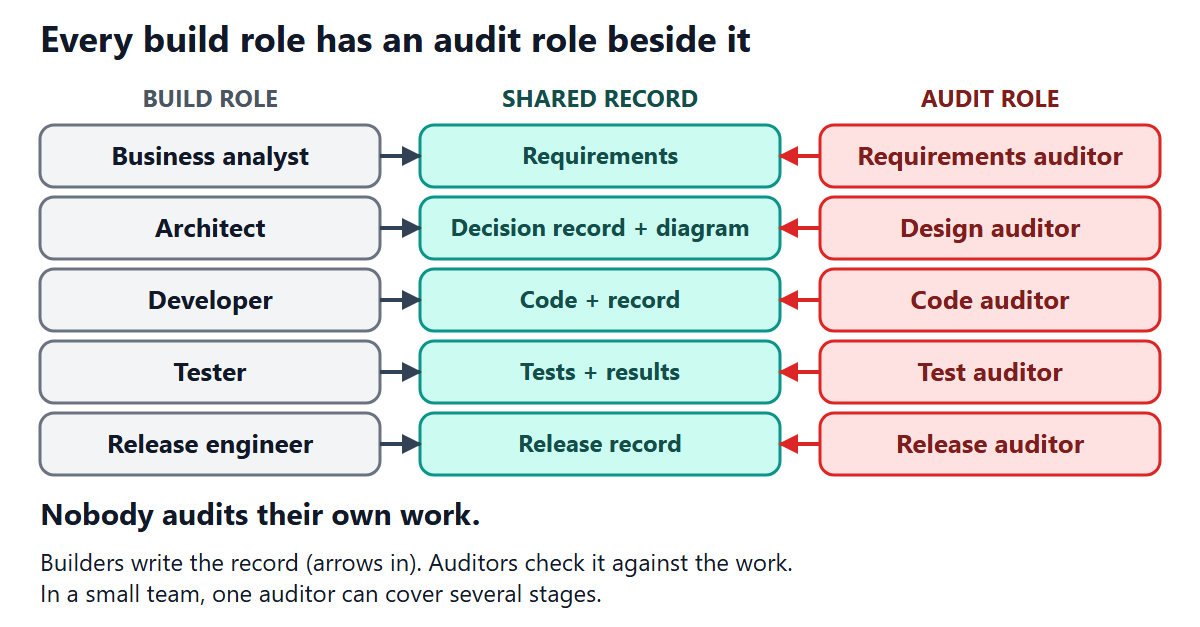 Every build role has an audit role beside it
BUILD ROLE
SHARED RECORD
AUDIT ROLE
Business analyst
Requirements
Requirements auditor
Architect
Decision record + diagram
Design auditor
Developer
Code + record
Code auditor
Tester
Tests + results
Test auditor
Release engineer
Release record
Release auditor
Nobody audits their own work.
Builders write the record (arrows in). Auditors check it against the work.
In a small team, one auditor can cover several stages.